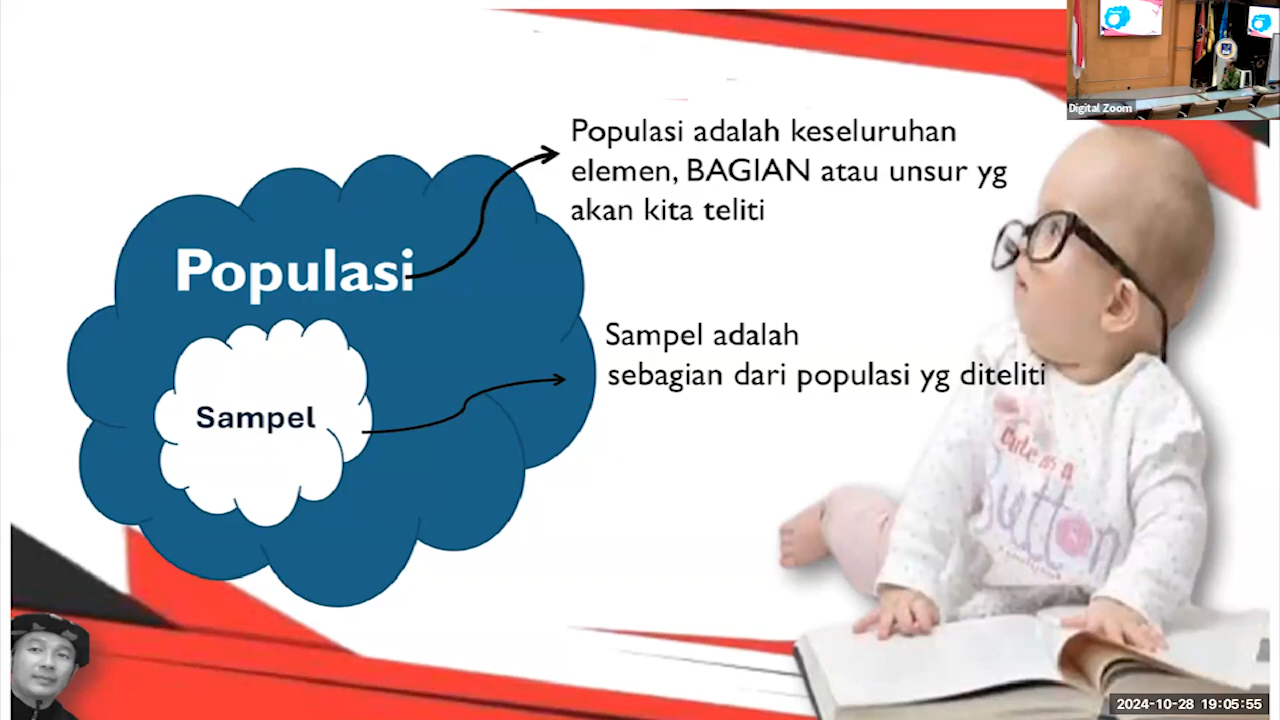 Digital Zoom
Populasi adalah keseluruhan
elemen, BAGIAN atau unsur yg
akan kita teliti
Populasi
Sampel adalah
sebagian dari populasi yg diteliti
Sampel
Cute as a
Button
2024-10-28 19:05:55